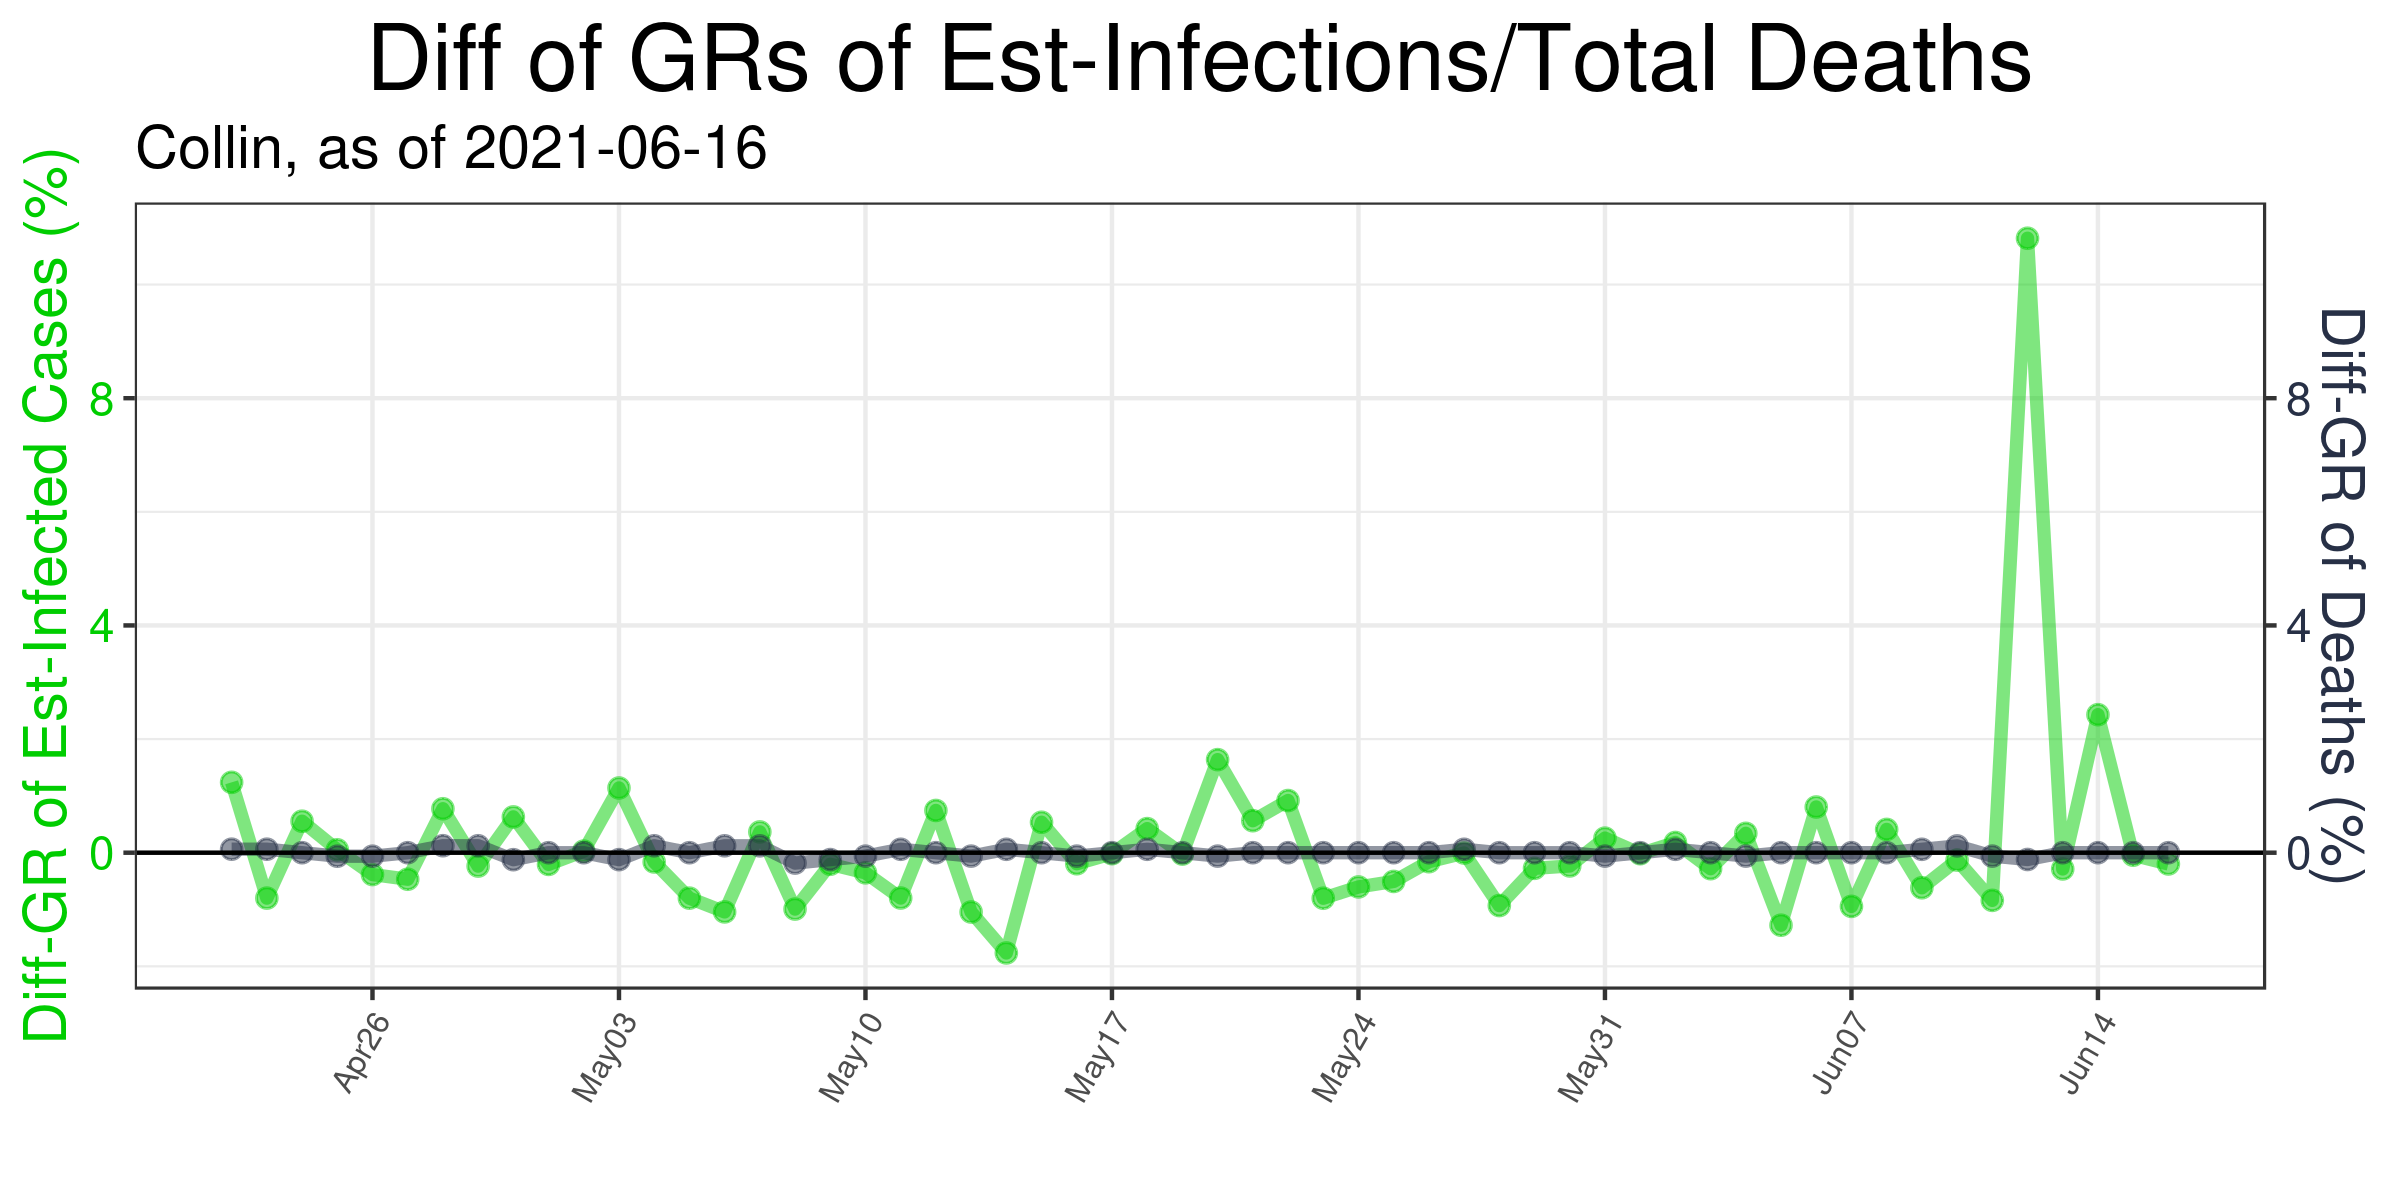 Diff of GRs of Est-Infections/Total Deaths
Collin, as of 2021-06-16
Diff-GR of Est-Infected Cases (%)
8
4
0
8
4
0
Diff-GR of Deaths (%)
Apr26
May03
May10
May17
May24
May31
Jun07
Jun14